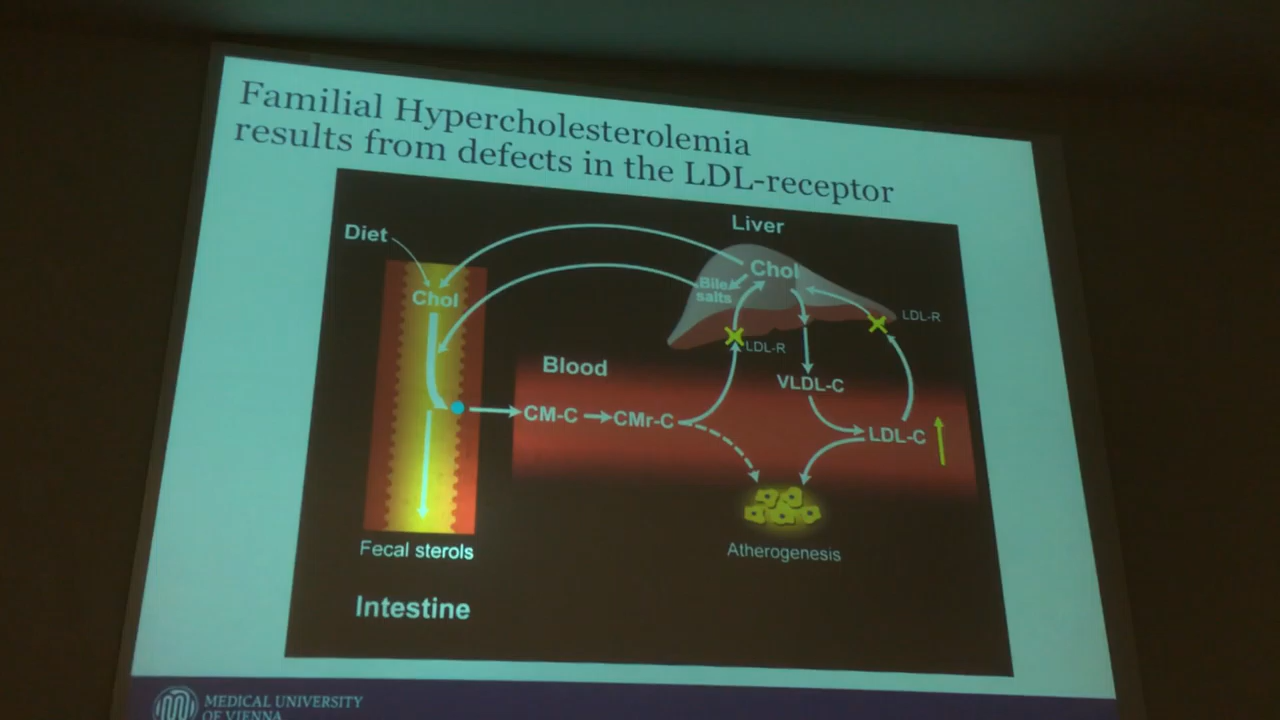 Familial Hypercholesterolemia
results from defects in the LDL-receptor
Liver
Diet
Chol
Bile
salts
Chol
LDL-R
LDL-R
Blood
VLDL-C
CM-C
CMr-C
LDL-C
Fecal sterols
Atherogenesis
Intestine
MEDICAL UNIVERSITY
OF VIENNA